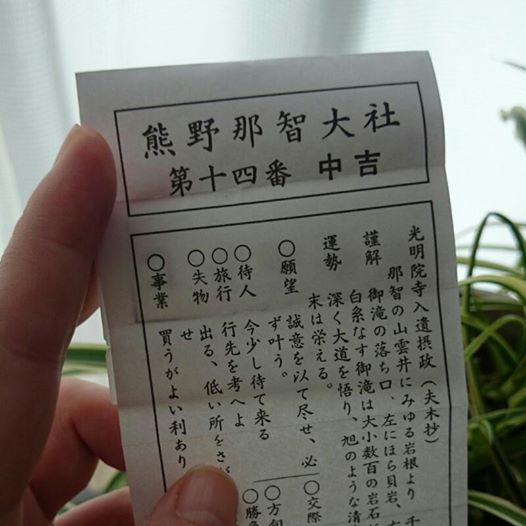 熊野那智大社
第十四番 中吉
光明院寺入遺摂政(夫木抄)
那智の山雲井にみゆる岩根より 千
謹解 御滝の落ち口、左にほら貝岩、右
白糸なす御滝は大小数百の岩石
運勢 深く大道を悟り、旭のような清
末は栄える。
○願望 誠意を以て尽せ、必
ず叶う。
○待人 今少し待て来る
○旅行 行先を考へよ
○失物 出る、低い所をさが
せ
○事業 買うがよい利あり
○交際
○方向
○勝負